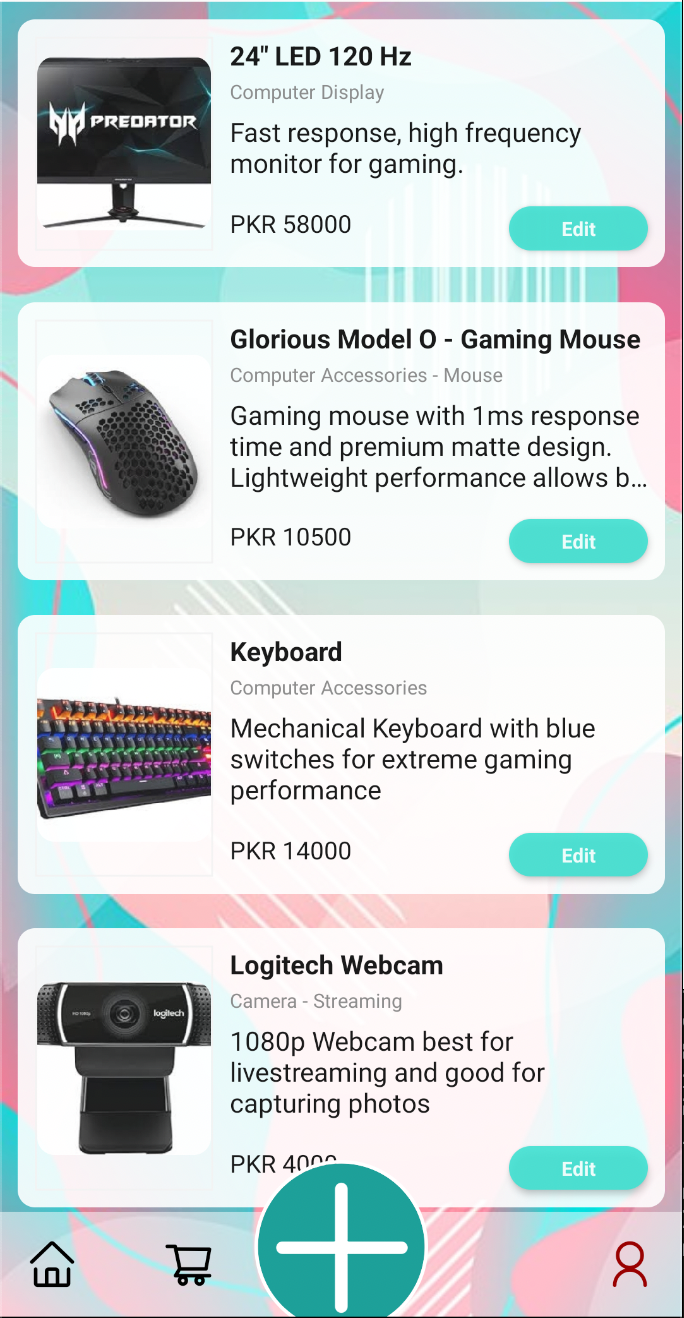 24" LED 120 Hz
Computer Display
PREDATOR
Fast response, high frequency
monitor for gaming.
PKR 58000
Edit
Glorious Model O - Gaming Mouse
Computer Accessories - Mouse
Gaming mouse with 1ms response
time and premium matte design.
Lightweight performance allows b...
PKR 10500
Edit
Keyboard
Computer Accessories
Mechanical Keyboard with blue
switches for extreme gaming
performance
PKR 14000
Edit
Logitech Webcam
Camera - Streaming
logitech
1080p Webcam best for
livestreaming and good for
capturing photos
PKR 4000
Edit